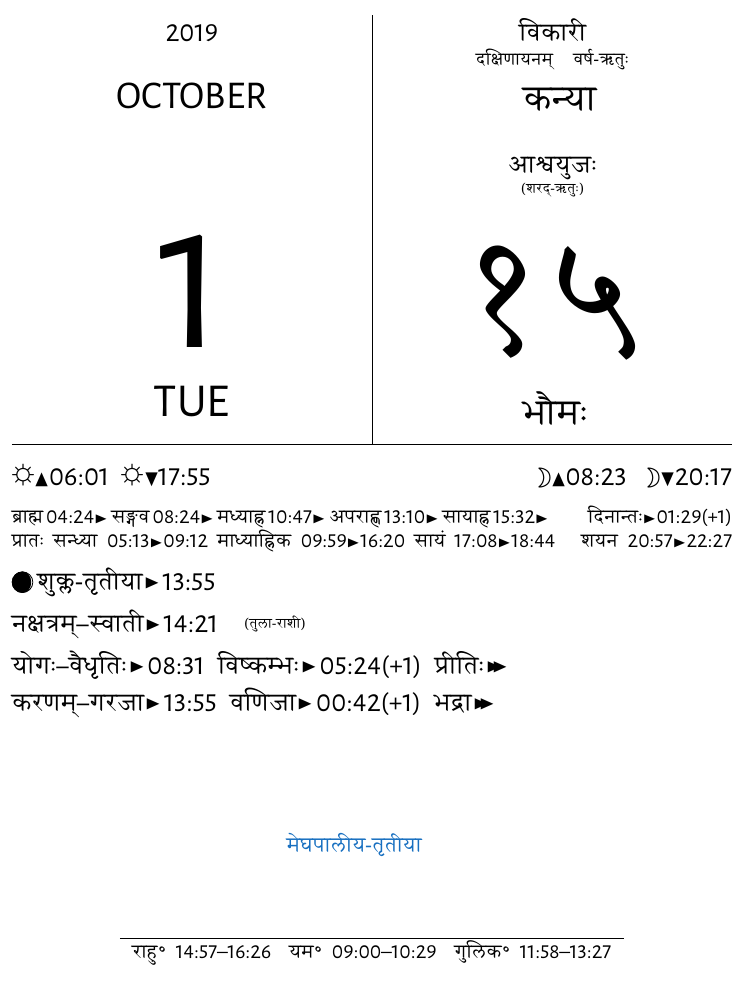 2019
OCTOBER
1
TUE
विकारी
दक्षिणायनम् वर्ष-ऋतुः
कन्या
आश्वयुजः
(शरद्-ऋतुः)
१५
भौमः
☼▲06:01 ☼▼17:55 ☽▲08:23 ☽▼20:17
ब्राह्म 04:24► सङ्गव 08:24► मध्याह्न 10:47► अपराह्ण 13:10► सायाह्न 15:32► दिनान्तः►01:29(+1)
प्रातः सन्ध्या 05:13►09:12 माध्याह्निक 09:59►16:20 सायं 17:08►18:44 शयन 20:57►22:27
शुक्ल-तृतीया►13:55
नक्षत्रम्–स्वाती►14:21 (तुला-राशी)
योगः–वैधृतिः►08:31 विष्कम्भः►05:24(+1) प्रीतिः►►
करणम्–गरजा►13:55 वणिजा►00:42(+1) भद्रा►►
मेघपालीय-तृतीया
राहु° 14:57–16:26 यम° 09:00–10:29 गुलिक° 11:58–13:27